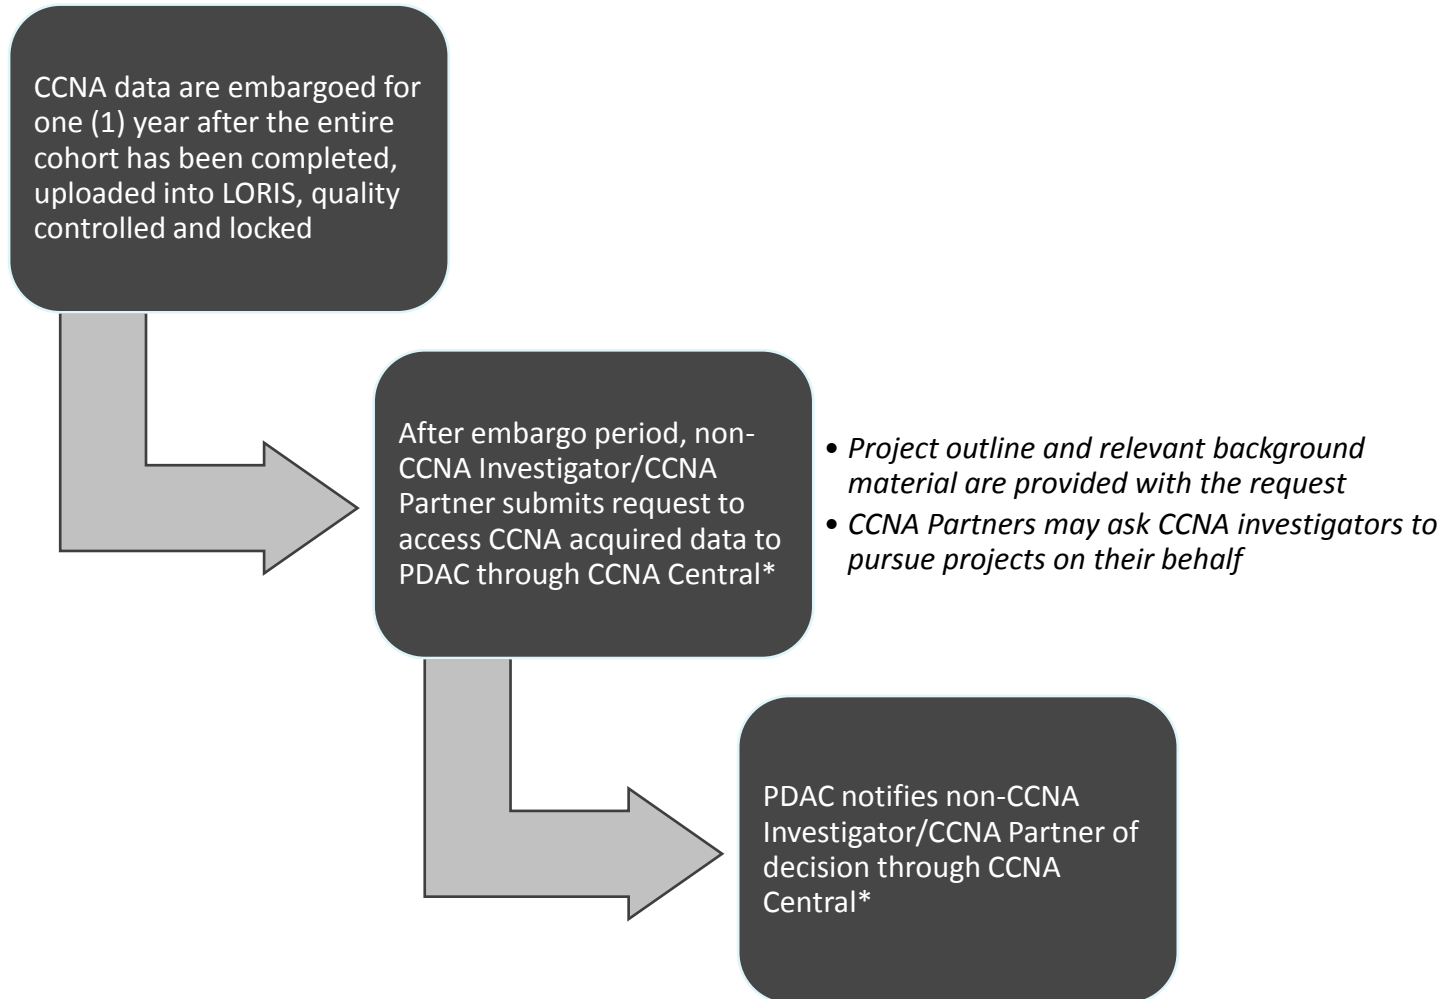 CCNA data are embargoed for
one (1) year after the entire
cohort has been completed,
uploaded into LORIS, quality
controlled and locked
After embargo period, non-
CCNA Investigator/CCNA
Partner submits request to
access CCNA acquired data to
PDAC through CCNA Central*
• Project outline and relevant background
material are provided with the request
• CCNA Partners may ask CCNA investigators to
pursue projects on their behalf
PDAC notifies non-CCNA
Investigator/CCNA Partner of
decision through CCNA
Central*